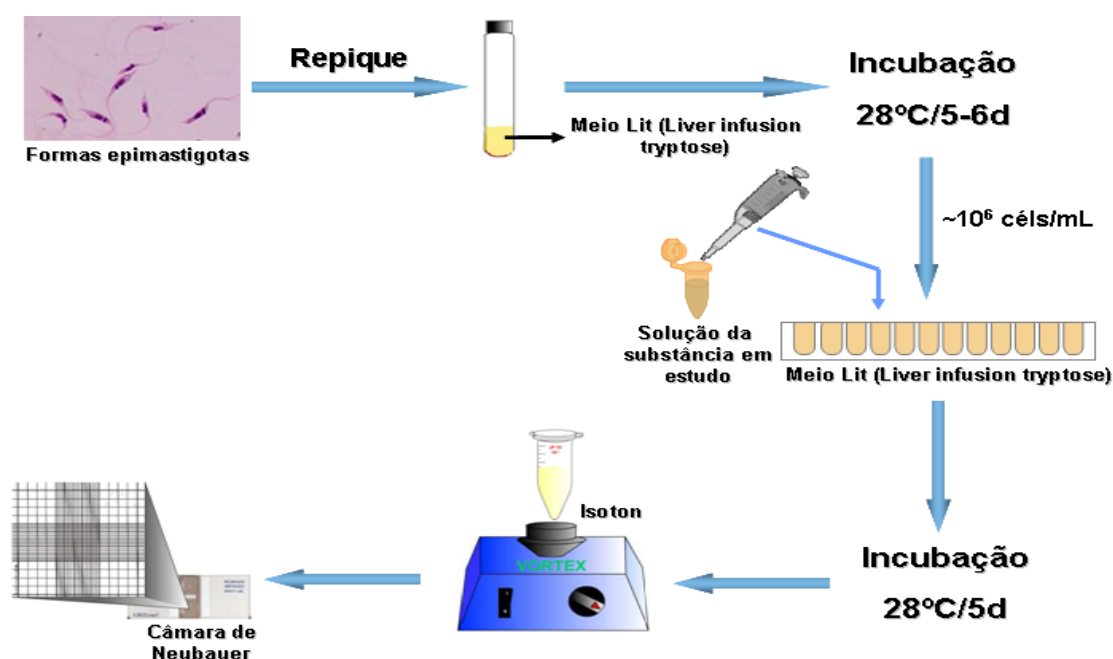 Repique
Incubação
28ºC/5-6d
Meio Lit (Liver infusion
tryptose)
Formas epimastigotas
~10⁶ céls/mL
Solução da
substância em
estudo
Meio Lit (Liver infusion tryptose)
Isoton
VORTEX
Incubação
28ºC/5d
Câmara de
Neubauer